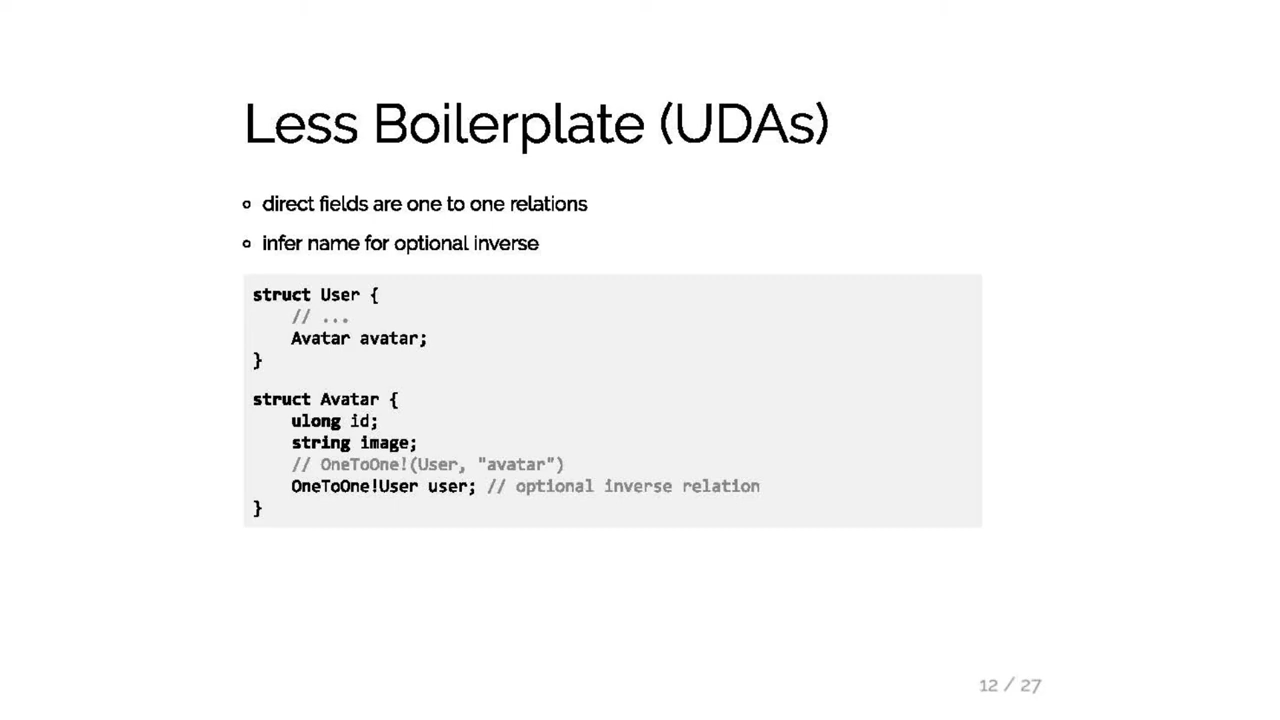 Less Boilerplate (UDAs)
direct fields are one to one relations
infer name for optional inverse
struct User {
    // ...
    Avatar avatar;
}
struct Avatar {
    ulong id;
    string image;
    // OneToOne!(User, "avatar")
    OneToOne!User user; // optional inverse relation
}
12 / 27